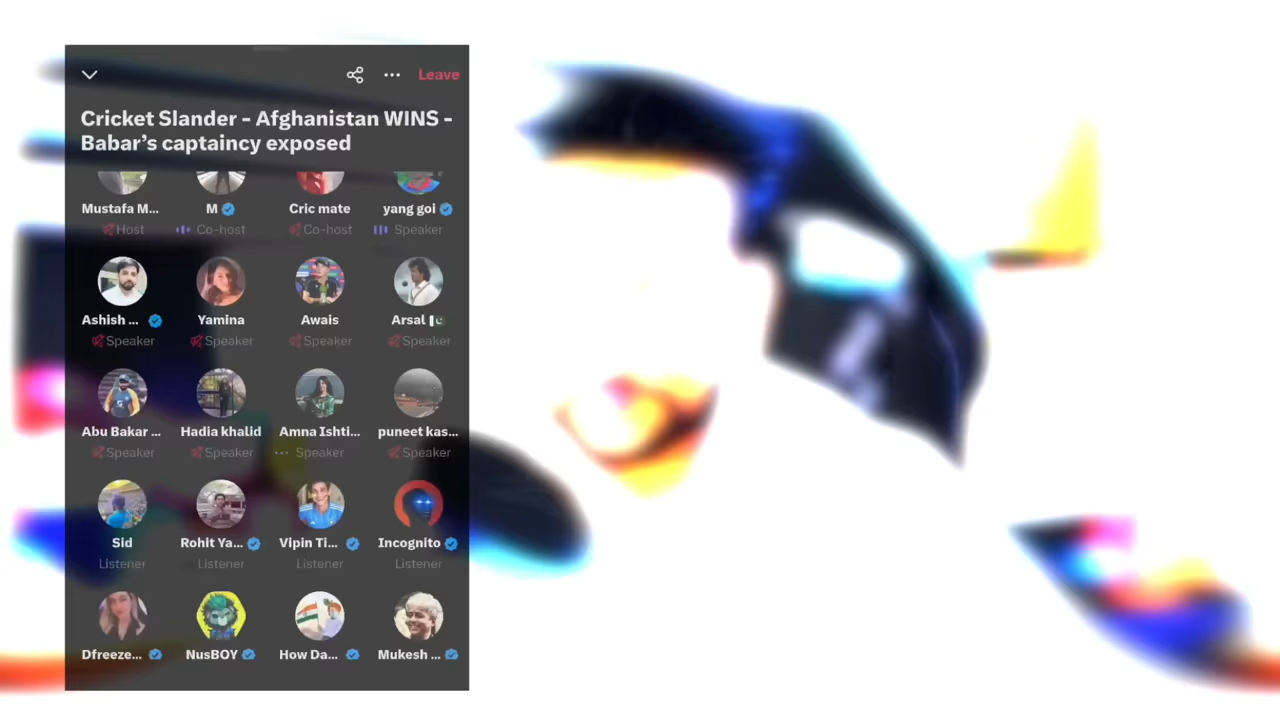 Leave
Cricket Slander - Afghanistan WINS -
Babar's captaincy exposed
Mustafa M... M Cric mate yang goi
Host Co-host Co-host Speaker
Ashish ... Yamina Awais Arsal
Speaker Speaker Speaker Speaker
Abu Bakar ... Hadia khalid Amna Ishti... puneet kas...
Speaker Speaker Speaker Speaker
Sid Rohit Ya... Vipin Ti... Incognito
Listener Listener Listener Listener
Dfreeze... NusBOY How Da... Mukesh ...